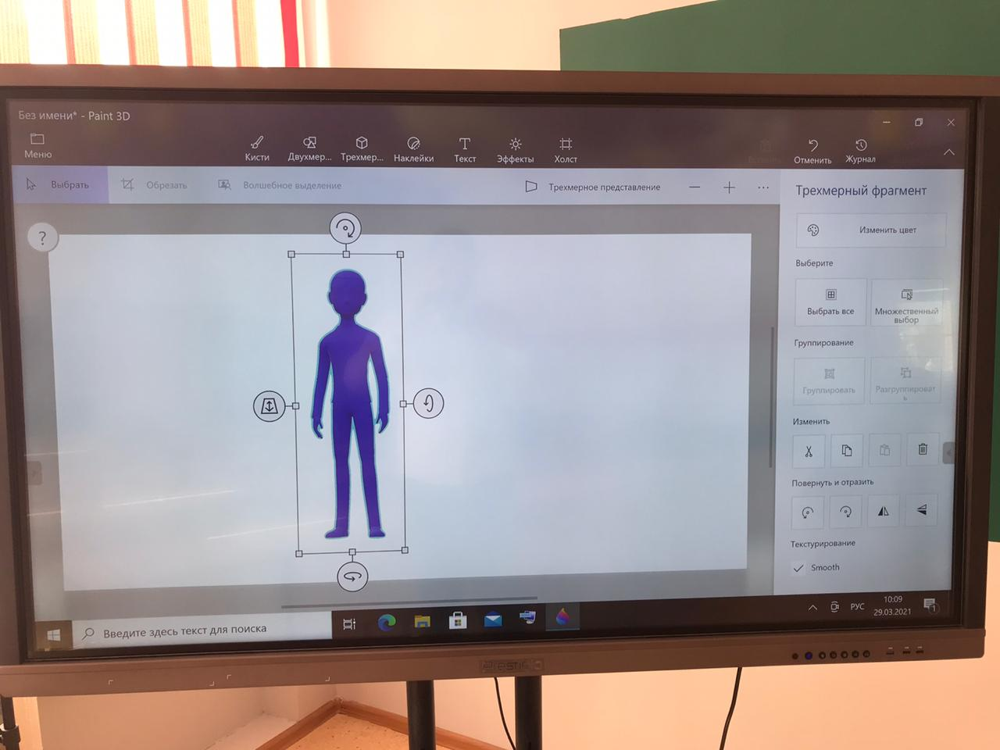 Без имени* - Paint 3D
Меню
Кисти
Двухмер...
Трехмер...
Наклейки
Текст
Эффекты
Холст
Отменить
Журнал
Выбрать
Обрезать
Волшебное выделение
Трехмерное представление
Трехмерный фрагмент
?
Изменить цвет
Выберите
Выбрать все
Множественный
выбор
Группирование
Группировать
Разгруппироват
ь
Изменить
Повернуть и отразить
Текстурирование
Smooth
Введите здесь текст для поиска
РУС
10:09
29.03.2021
1
Prestigio